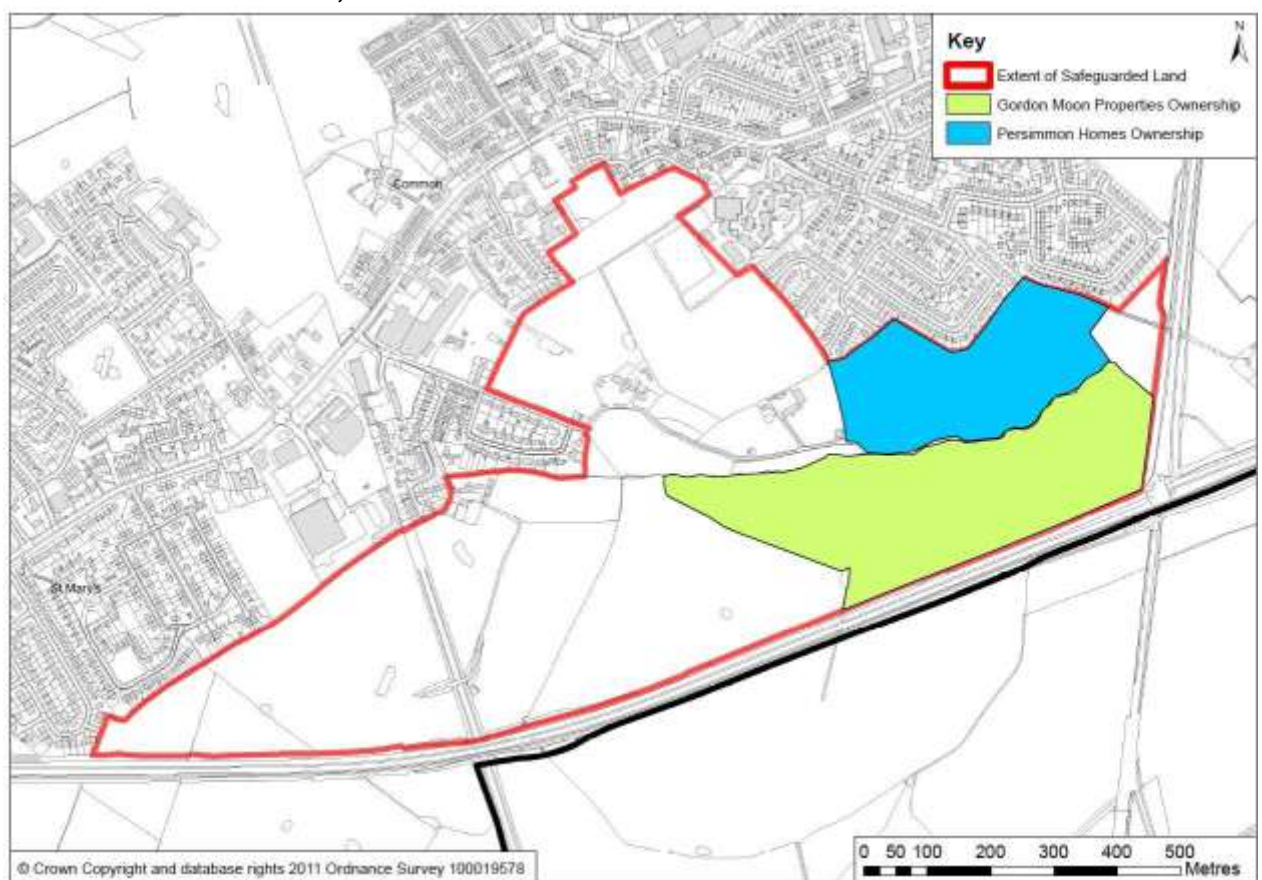 Key
N
Extent of Safeguarded Land
Gordon Moon Properties Ownership
Persimmon Homes Ownership
Common
St Mary's
0 50 100 200 300 400 500
Metres
© Crown Copyright and database rights 2011 Ordnance Survey 100019578